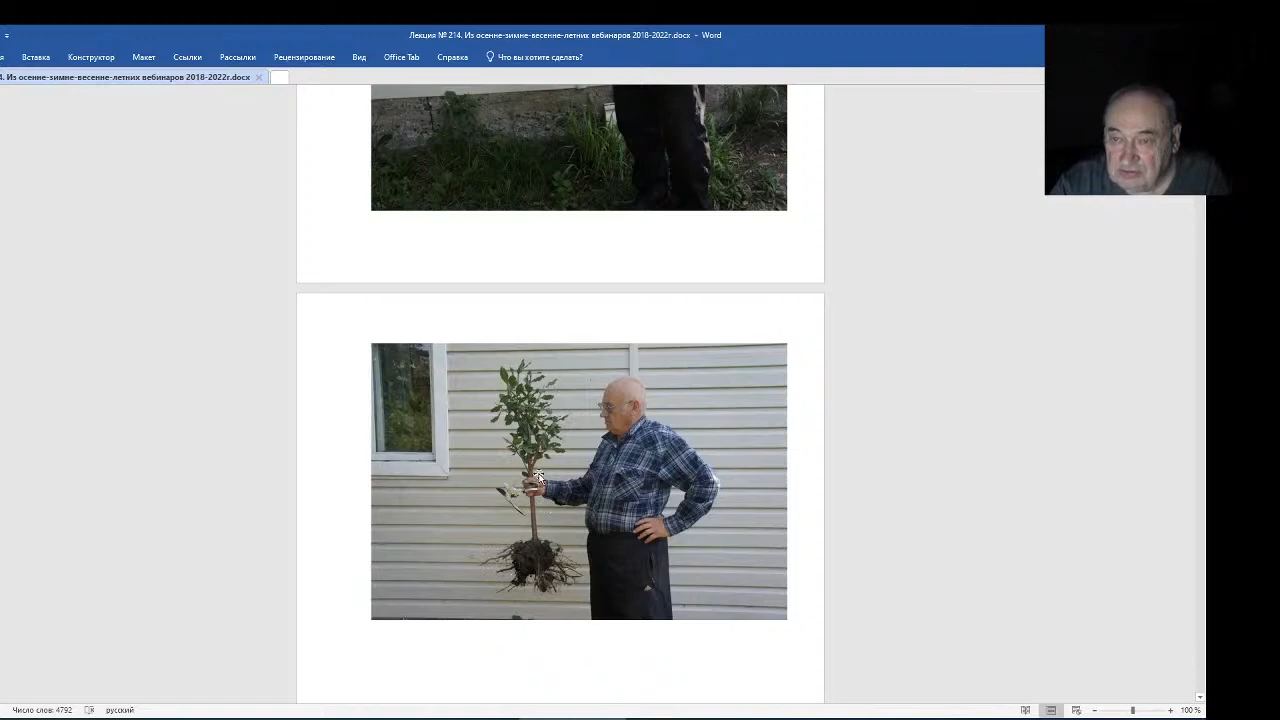 Лекция № 214. Из осенне-зимне-весенне-летних вебинаров 2018-2022г.docx - Word
Вставка Конструктор Макет Ссылки Рассылки Рецензирование Вид Office Tab Справка Что вы хотите сделать?
4. Из осенне-зимне-весенне-летних вебинаров 2018-2022г.docx
Число слов: 4792 русский 100 %